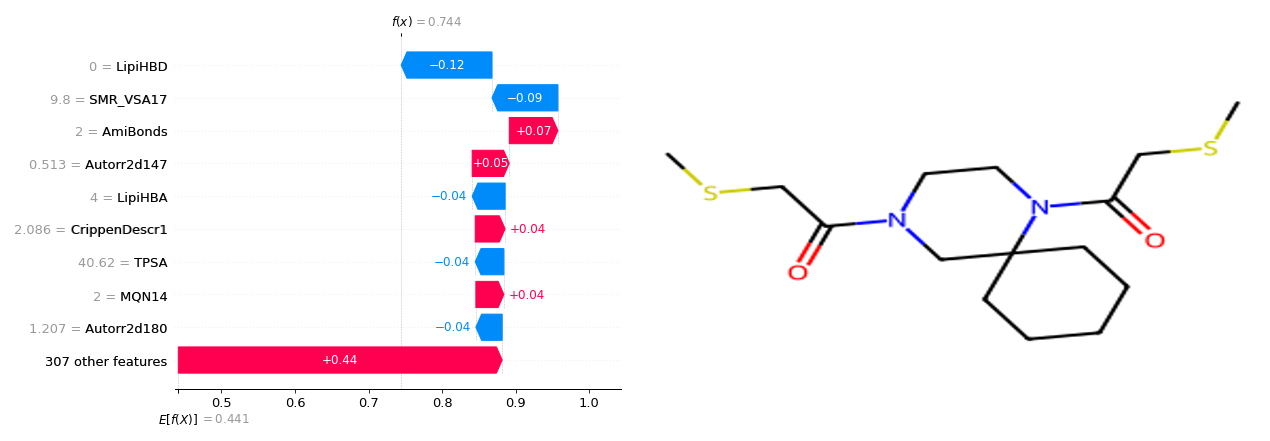 f(x) = 0.744
0 = LipiHBD
−0.12
9.8 = SMR_VSA17
−0.09
2 = AmiBonds
+0.07
0.513 = Autorr2d147
+0.05
4 = LipiHBA
−0.04
2.086 = CrippenDescr1
+0.04
40.62 = TPSA
−0.04
2 = MQN14
+0.04
1.207 = Autorr2d180
−0.04
307 other features
+0.44
0.5 0.6 0.7 0.8 0.9 1.0
E[f(X)] = 0.441
S
N
O
N
O
S